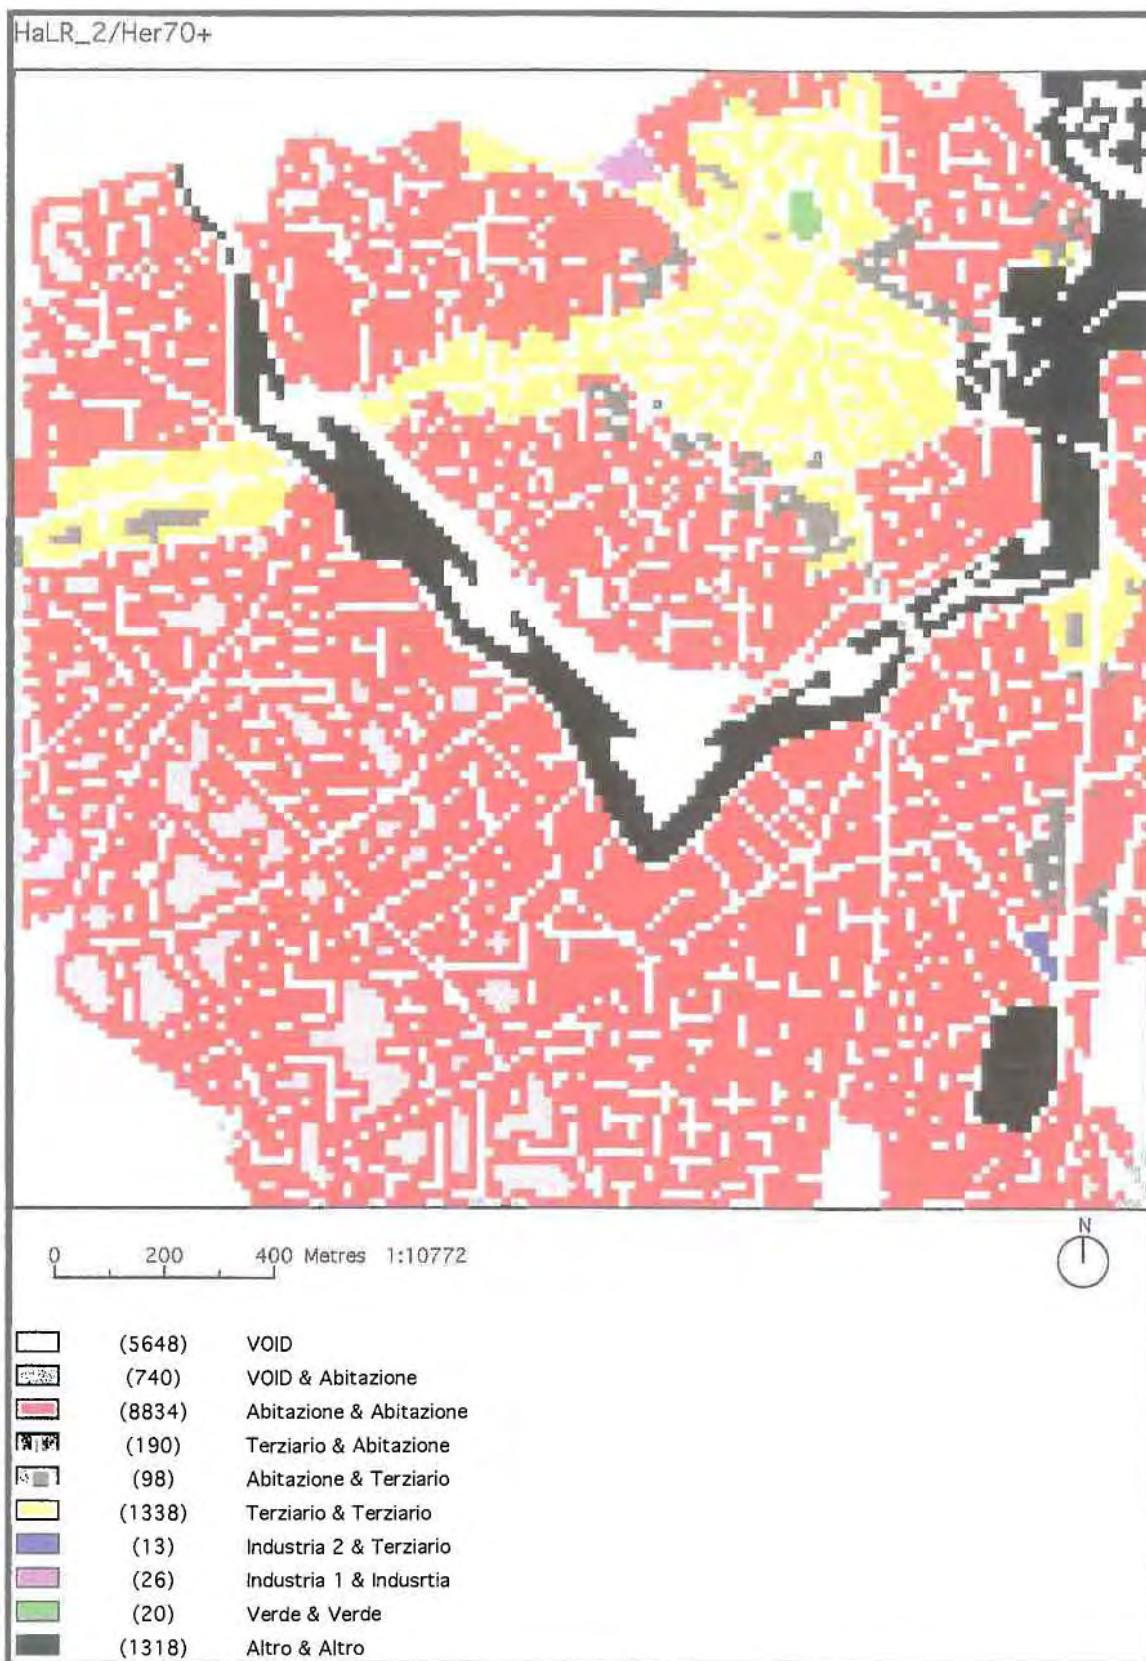 HaLR_2/Her70+
N
0 200 400 Metres 1:10772
(5648) VOID
(740) VOID & Abitazione
(8834) Abitazione & Abitazione
(190) Terziario & Abitazione
(98) Abitazione & Terziario
(1338) Terziario & Terziario
(13) Industria 2 & Terziario
(26) Industria 1 & Indusrtia
(20) Verde & Verde
(1318) Altro & Altro